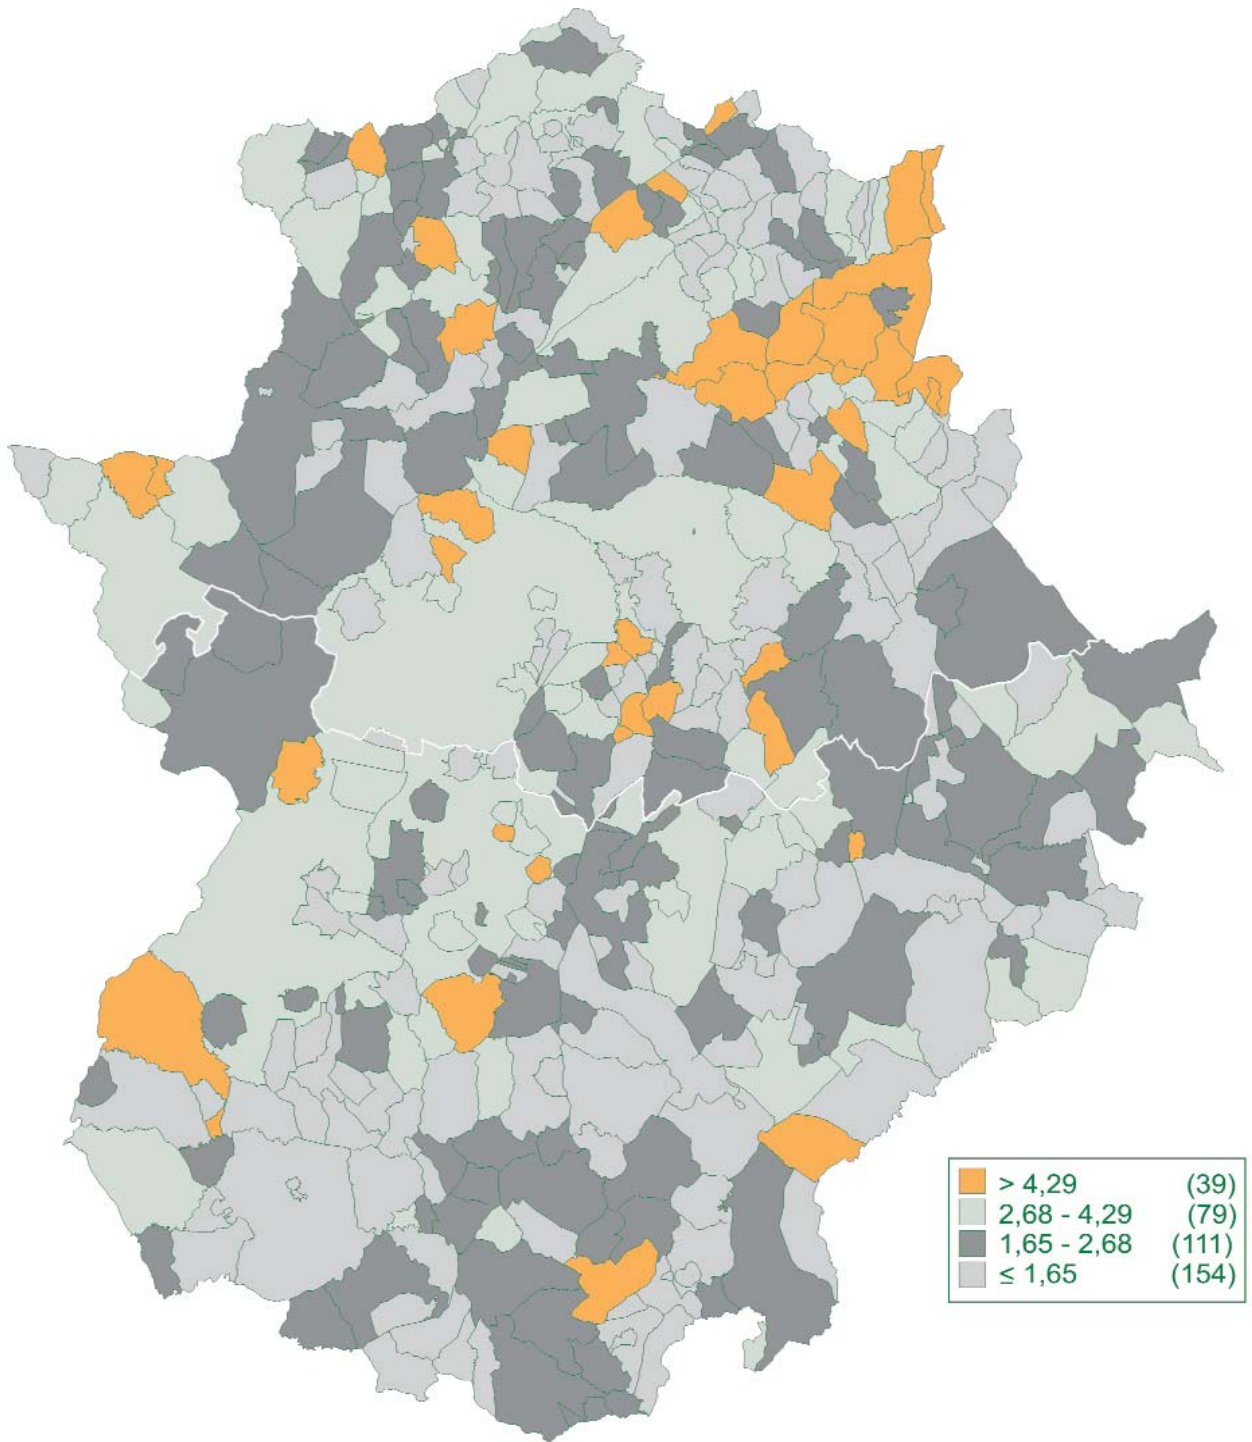 > 4,29 (39)
2,68 - 4,29 (79)
1,65 - 2,68 (111)
≤ 1,65 (154)